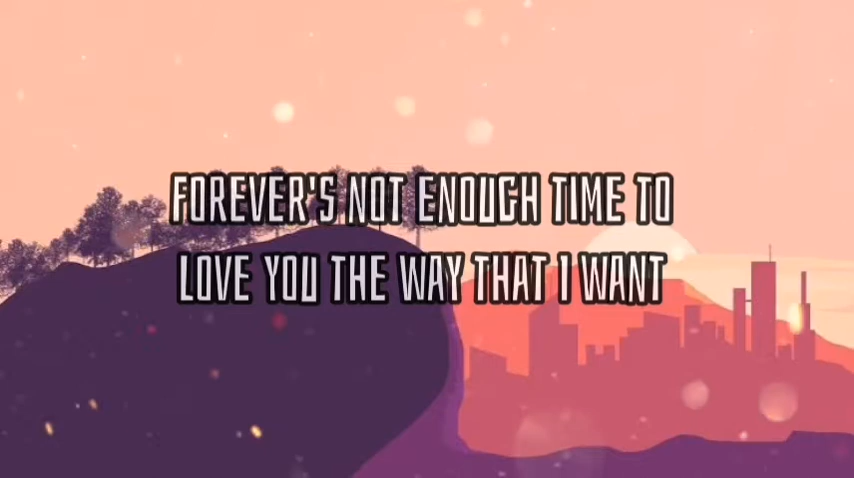 FOREVER'S NOT ENOUGH TIME TO
LOVE YOU THE WAY THAT I WANT